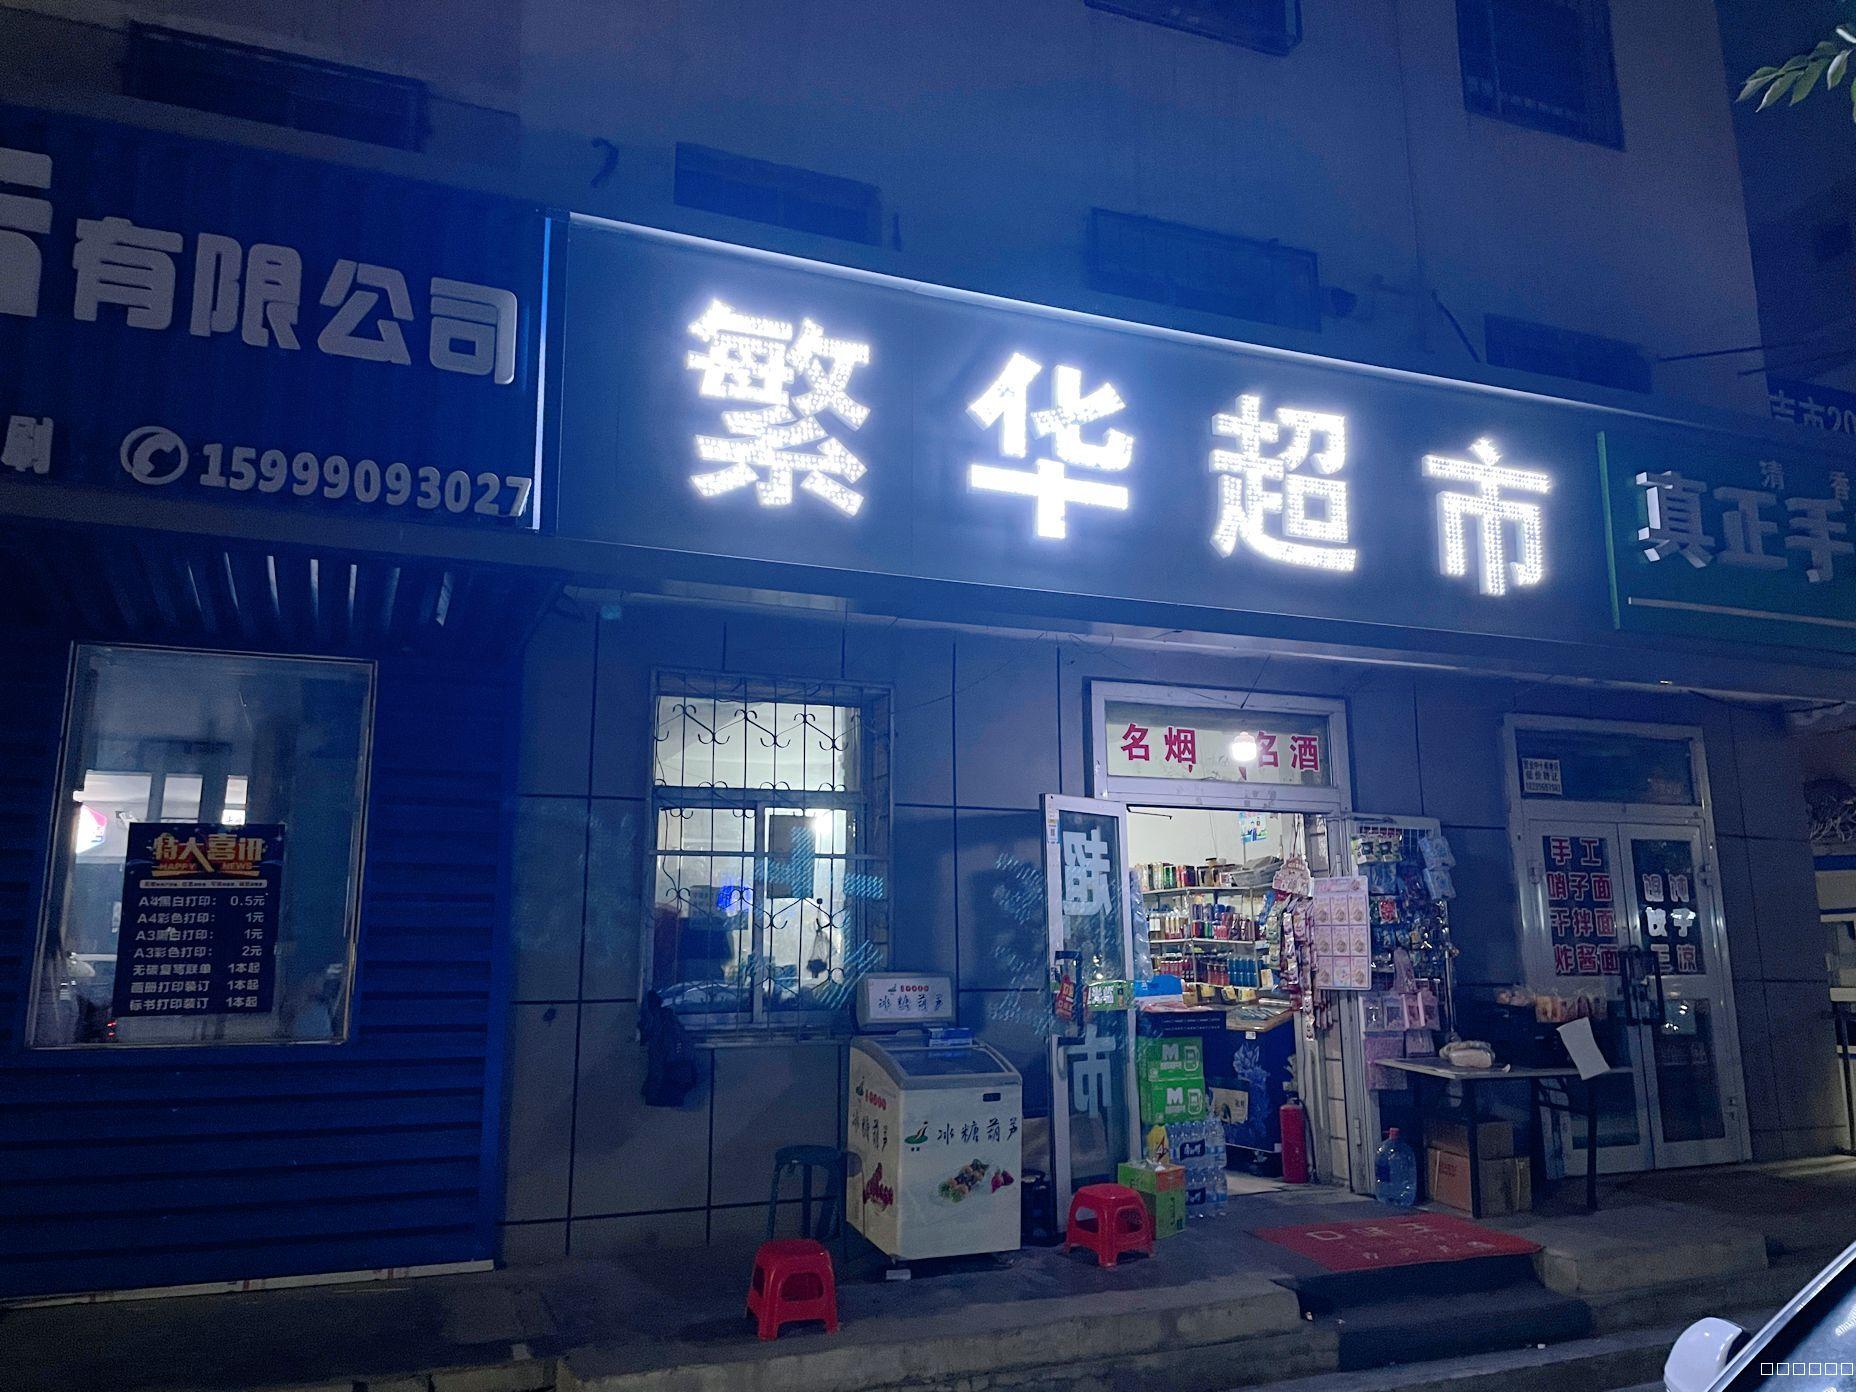 有限公司
刷
15999093027
繁华超市
清香
真正手
名烟 名酒
特大喜讯
HAPPY NEWS
A4黑白打印: 0.5元
A4彩色打印: 1元
A3黑白打印: 1元
A3彩色打印: 2元
无碳复写联单 1本起
画册打印装订 1本起
标书打印装订 1本起
冰糖葫芦
冰糖葫芦
冰糖葫芦
超
市
手工
哨子面
干拌面
炸酱面